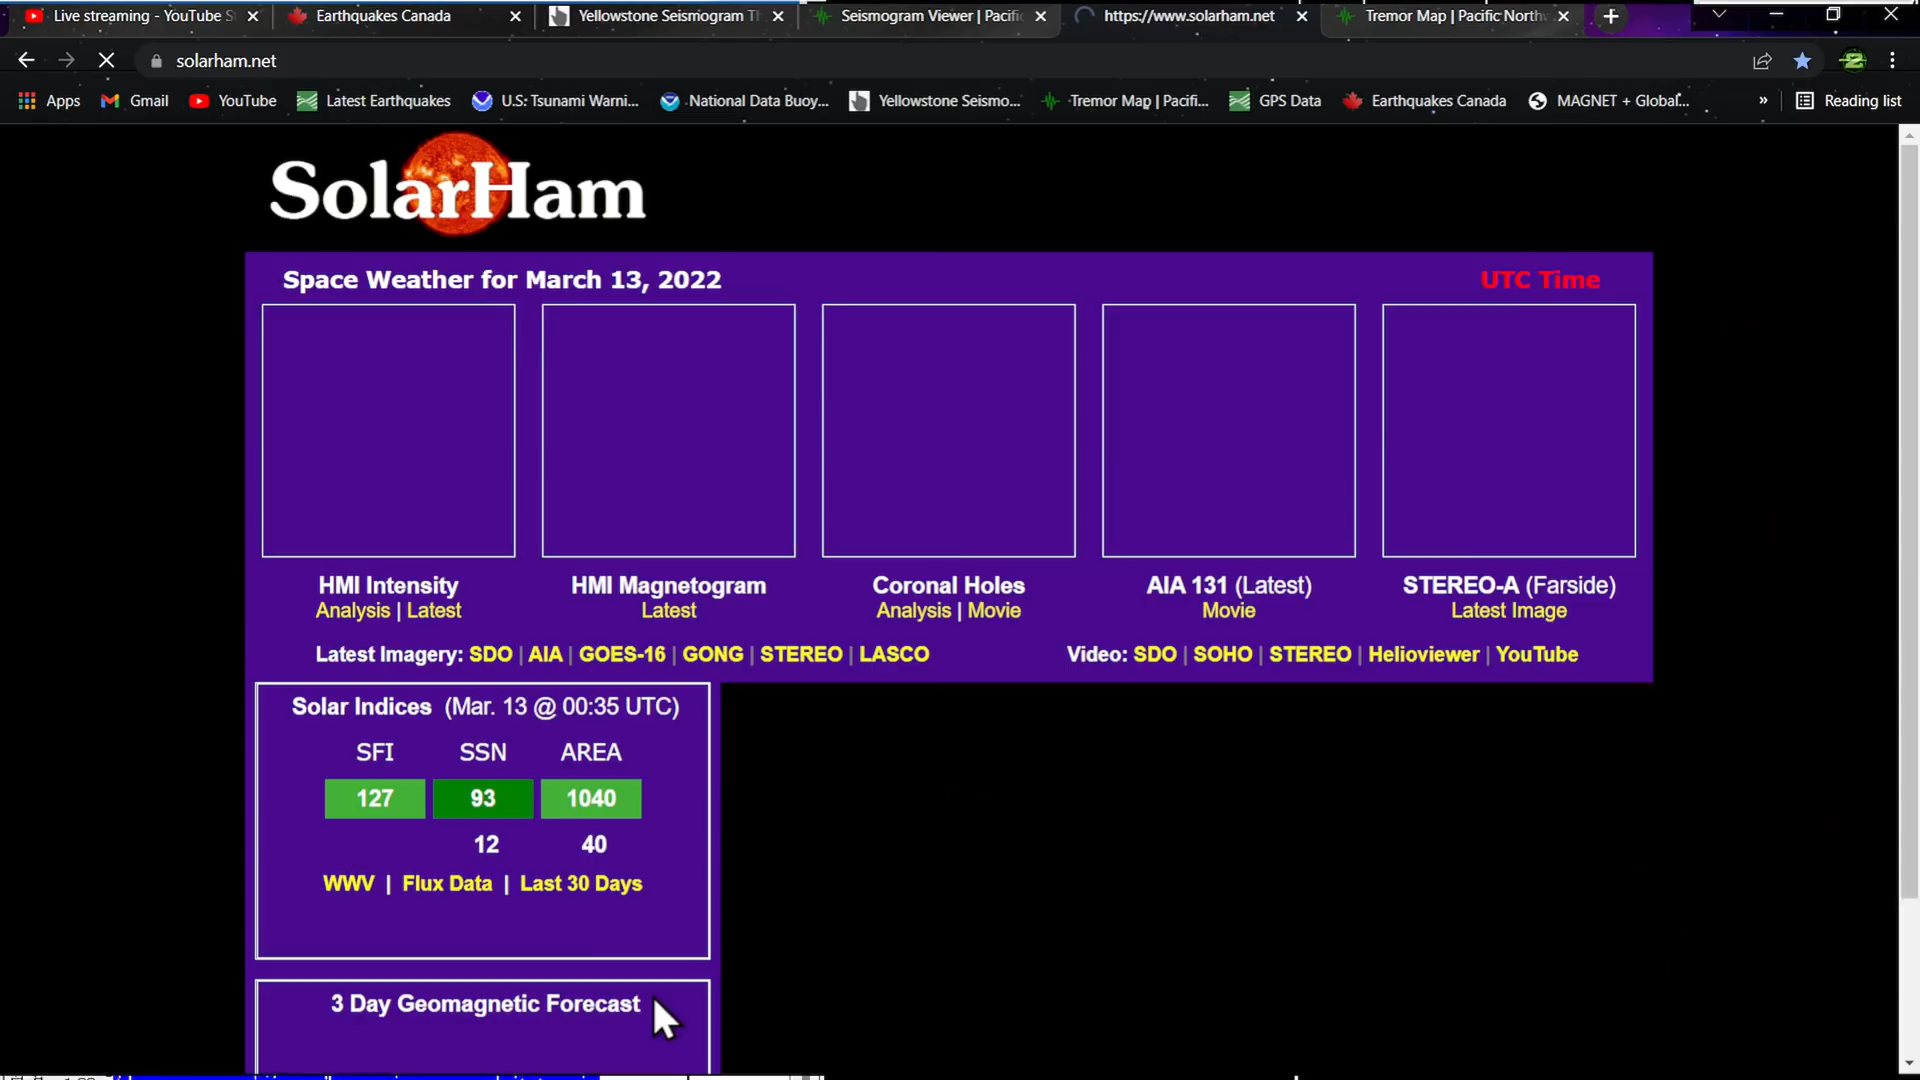 Live streaming - YouTube S
Earthquakes Canada
Yellowstone Seismogram Th
Seismogram Viewer | Pacific
https://www.solarham.net
Tremor Map | Pacific North
solarham.net
Apps
Gmail
YouTube
Latest Earthquakes
U.S. Tsunami Warni...
National Data Buoy...
Yellowstone Seismo...
Tremor Map | Pacifi...
GPS Data
Earthquakes Canada
MAGNET + Global...
»
Reading list
SolarHam
Space Weather for March 13, 2022
UTC Time
HMI Intensity
Analysis | Latest
HMI Magnetogram
Latest
Coronal Holes
Analysis | Movie
AIA 131 (Latest)
Movie
STEREO-A (Farside)
Latest Image
Latest Imagery: SDO | AIA | GOES-16 | GONG | STEREO | LASCO
Video: SDO | SOHO | STEREO | Helioviewer | YouTube
Solar Indices (Mar. 13 @ 00:35 UTC)
SFI SSN AREA
127 93 1040
12 40
WWV | Flux Data | Last 30 Days
3 Day Geomagnetic Forecast